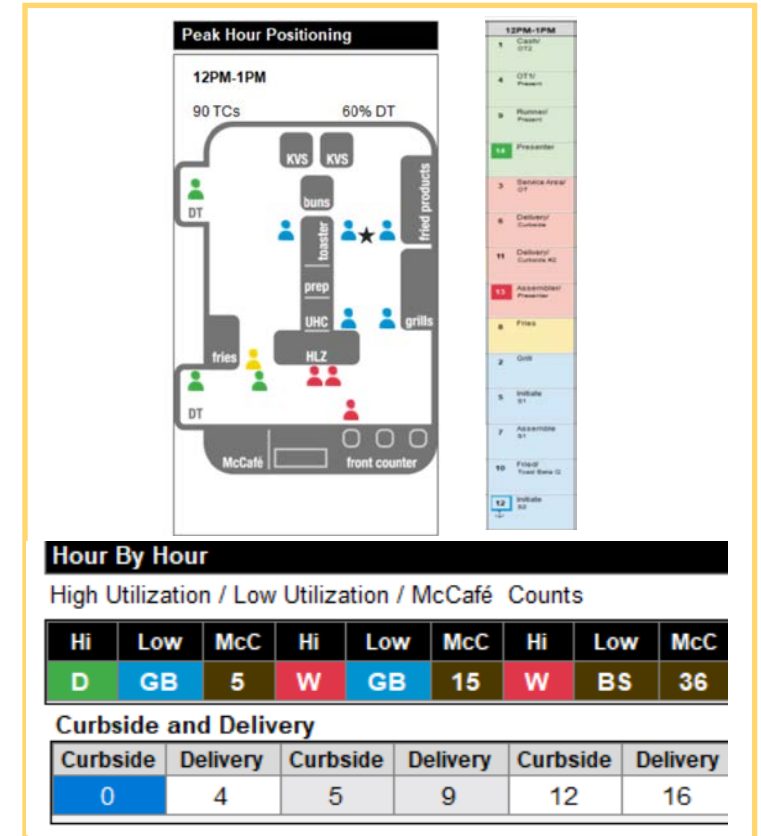 Peak Hour Positioning
12PM-1PM
90 TCs 60% DT
KVS KVS
buns
fried products
DT
toaster
prep
UHC
grills
fries
HLZ
DT
McCafé
front counter
12PM-1PM
1 Cash/
OT2
4 OT1/
Present
9 Runner/
Present
14 Presenter
3 Service Area/
OT
6 Delivery/
Curbside
11 Delivery/
Curbside #2
13 Assembler/
Presenter
8 Fries
2 Grill
5 Initiate
S1
7 Assemble
S1
10 Fried/
12 Initiate
S2
Hour By Hour
High Utilization / Low Utilization / McCafé Counts
Hi Low McC Hi Low McC Hi Low McC
D GB 5 W GB 15 W BS 36
Curbside and Delivery
Curbside Delivery Curbside Delivery Curbside Delivery
0 4 5 9 12 16